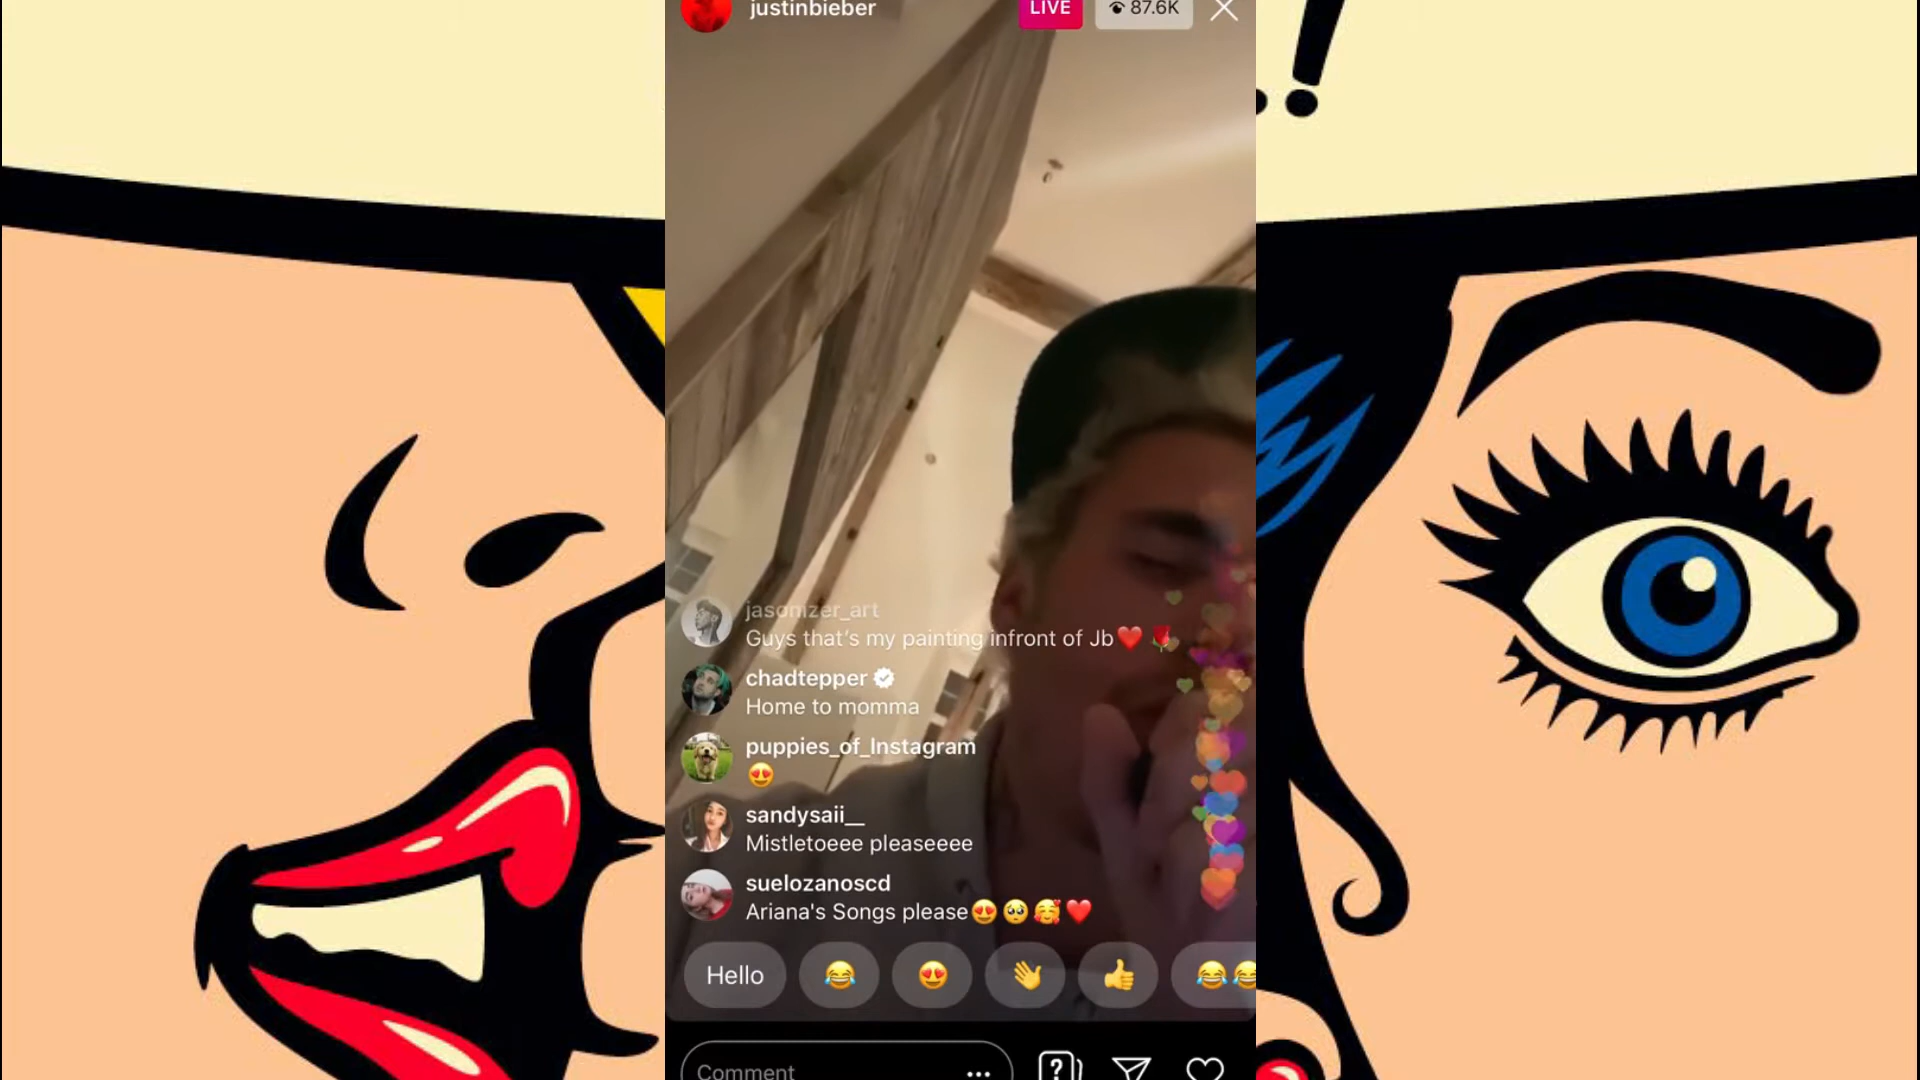 justinbieber
LIVE
87.6K
!
jasonizer_art
Guys that's my painting infront of Jb❤️🌹
chadtepper
Home to momma
puppies_of_Instagram
😍
sandysaii__
Mistletoeee pleaseeee
suelozanoscd
Ariana's Songs please😍🥺🥰❤️
Hello 😂 😍 👋 👍 😂😂
Comment